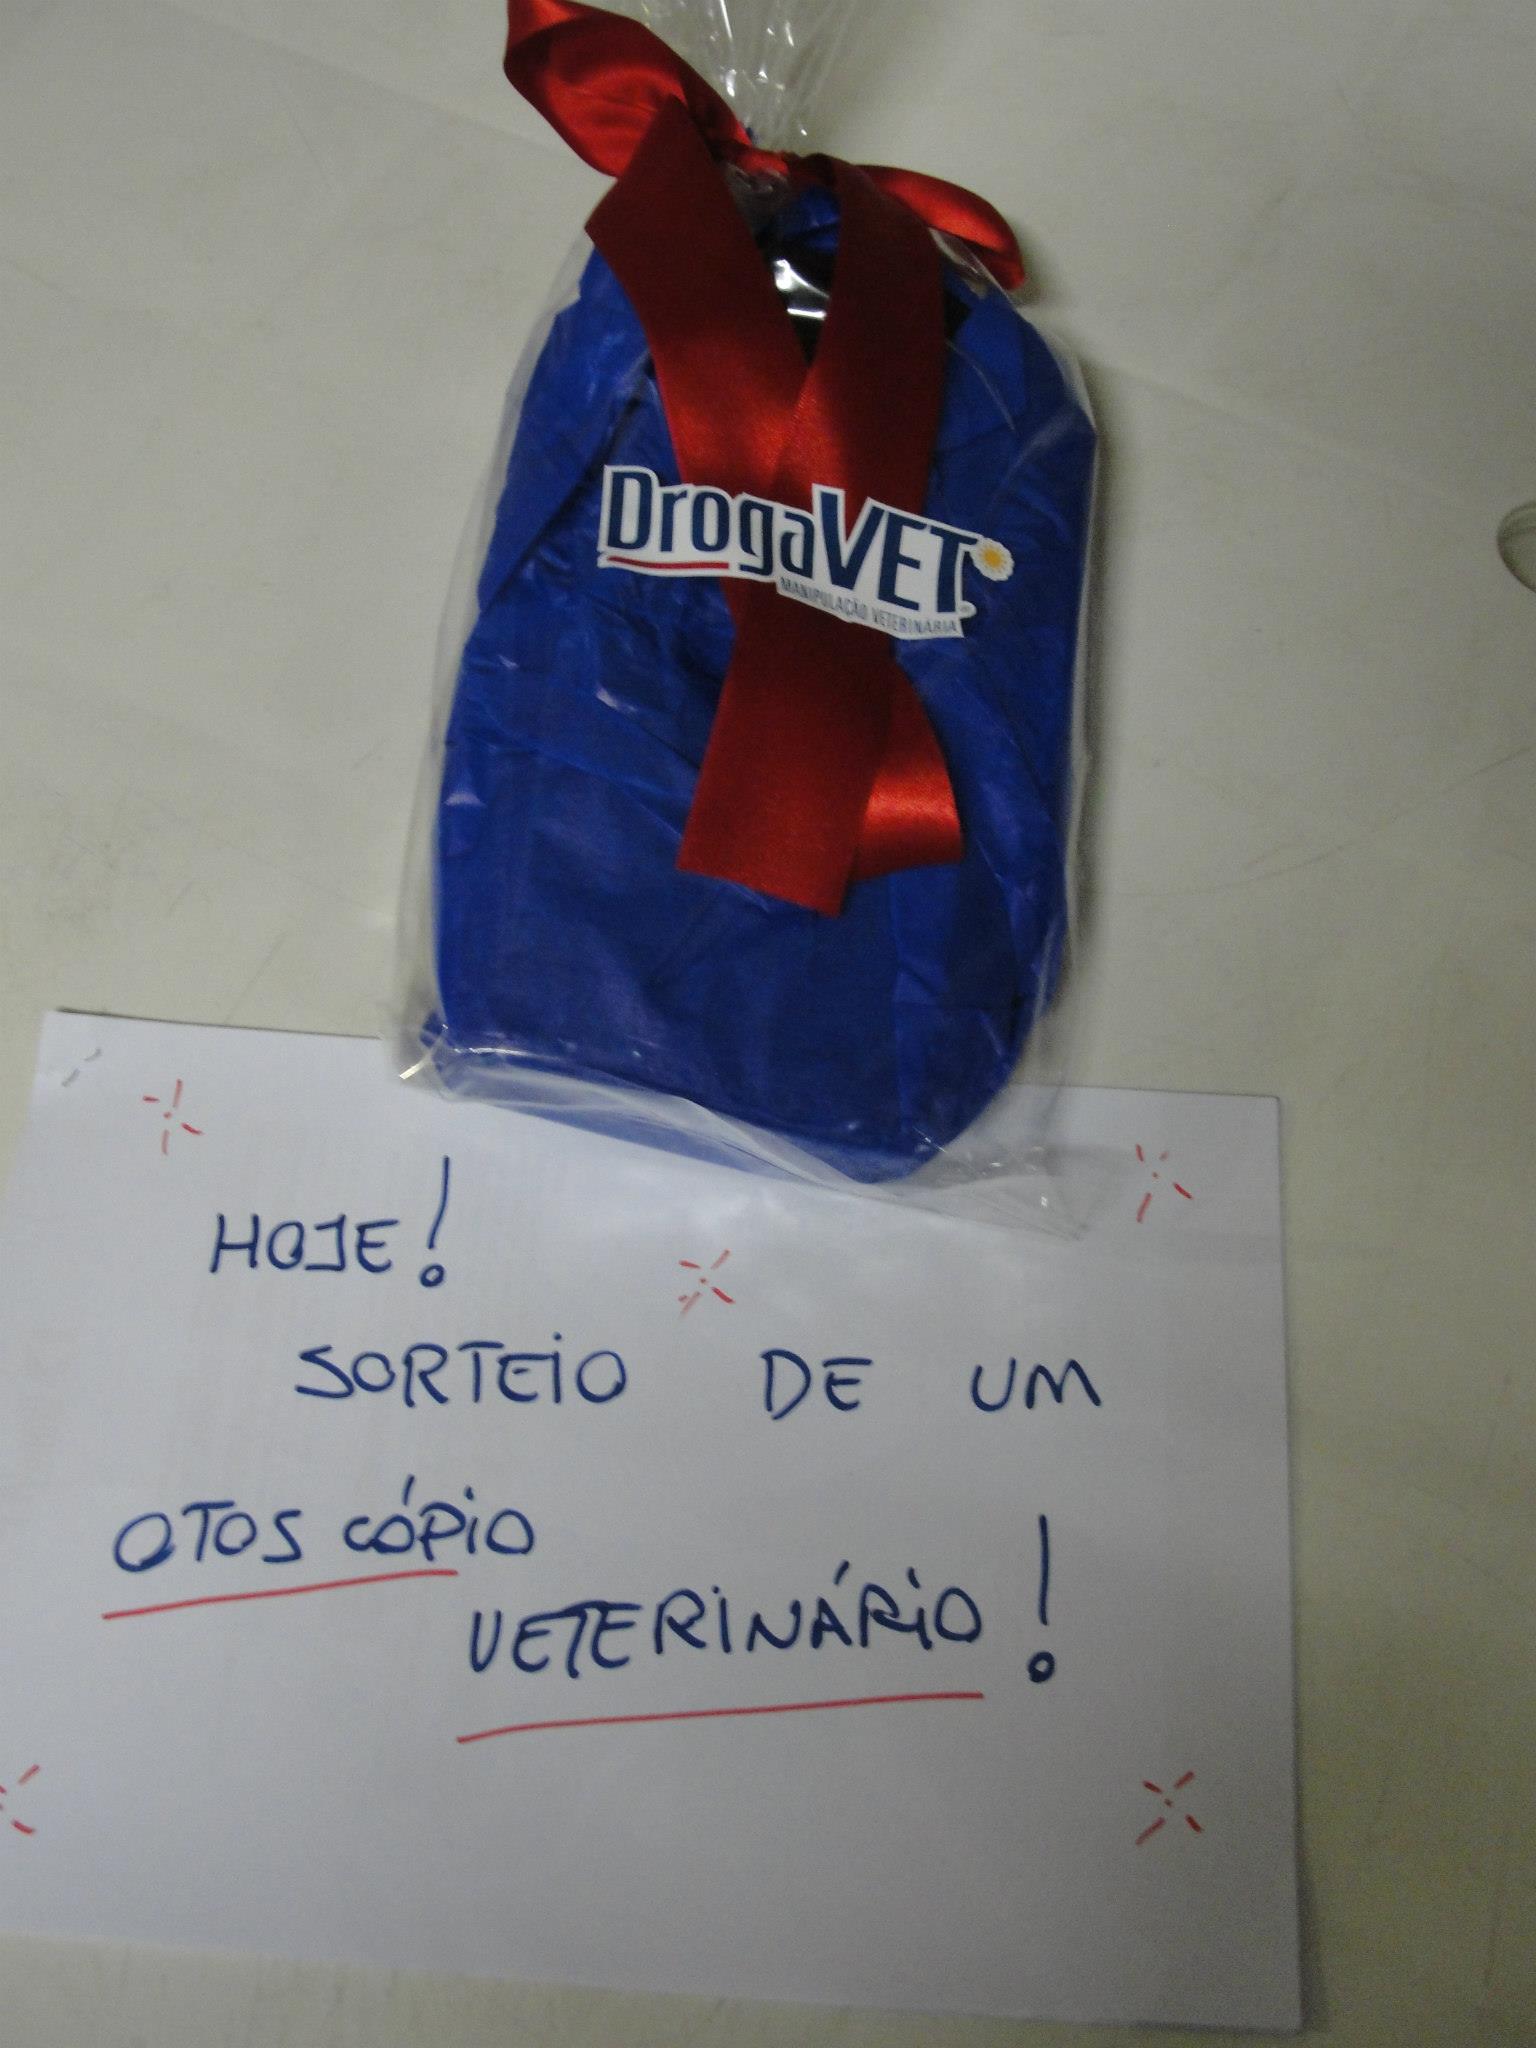 DrogaVET
MANIPULAÇÃO VETERINÁRIA
HOJE!
SORTEIO DE UM
OTOSCÓPIO
VETERINÁRIO!